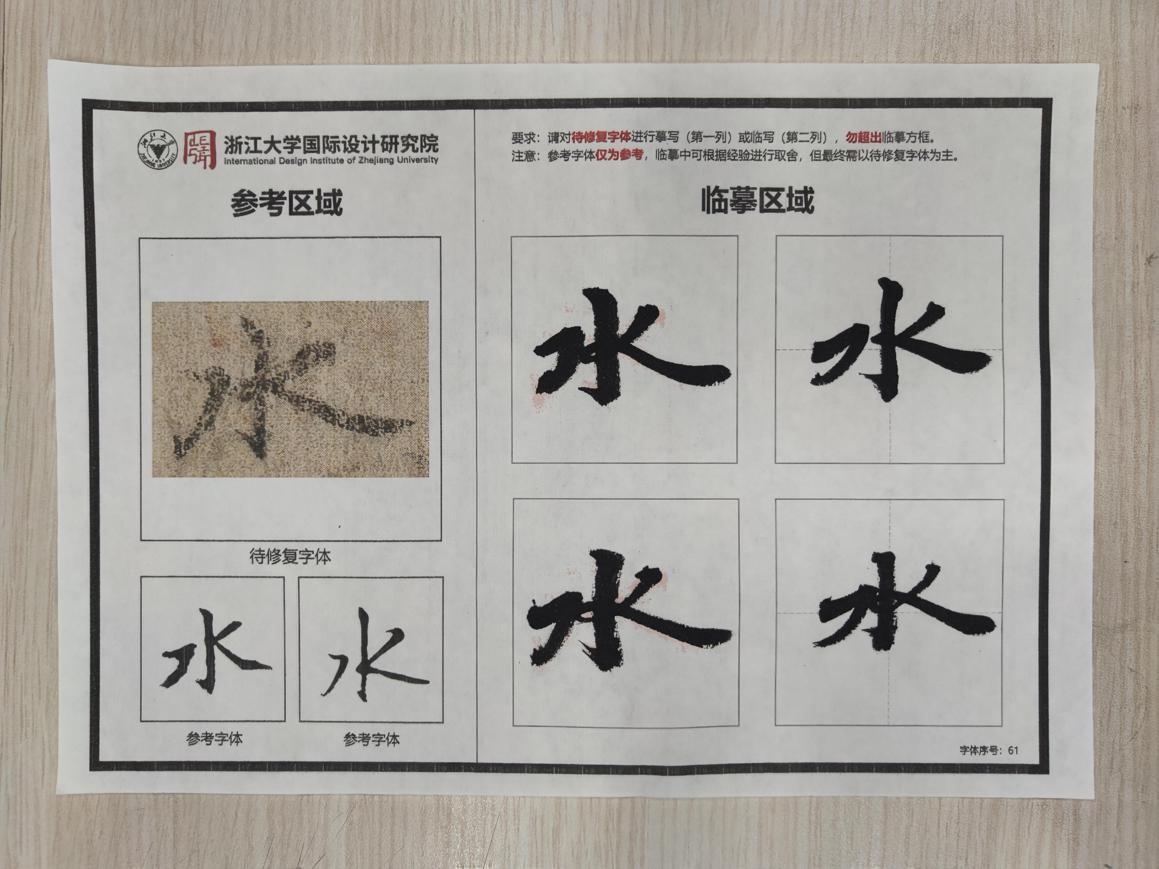 浙江大学国际设计研究院
International Design Institute of Zhejiang University
参考区域
水
待修复字体
水
水
参考字体
参考字体
要求：请对待修复字体进行摹写（第一列）或临写（第二列），勿超出临摹方框。
注意：参考字体仅为参考，临摹中可根据经验进行取舍，但最终需以待修复字体为主。
临摹区域
水
水
水
水
字体序号：61